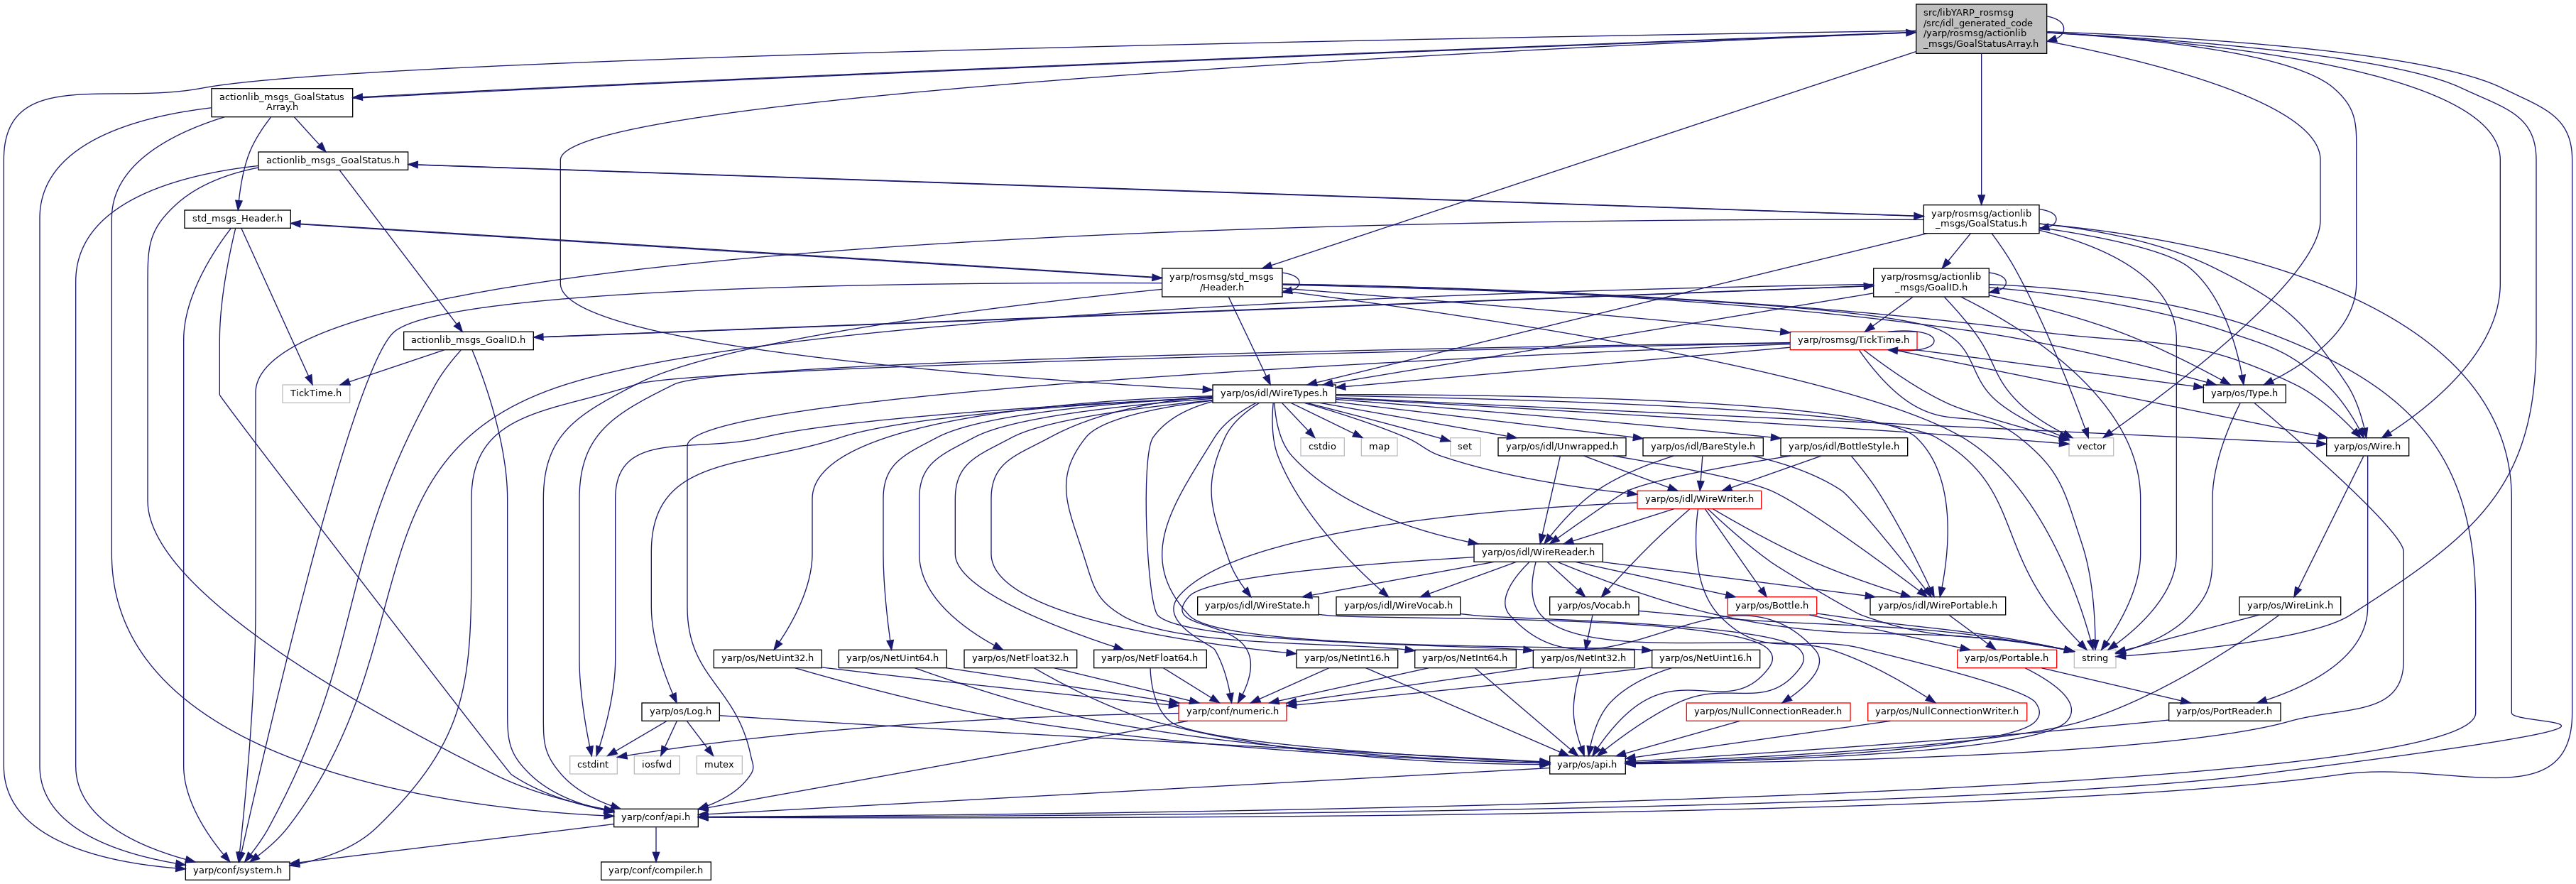 src/libYARP_rosmsg
/src/idl_generated_code
/yarp/rosmsg/actionlib
_msgs/GoalStatusArray.h
actionlib_msgs_GoalStatus
Array.h
actionlib_msgs_GoalStatus.h
std_msgs_Header.h
yarp/rosmsg/actionlib
_msgs/GoalStatus.h
yarp/rosmsg/std_msgs
/Header.h
yarp/rosmsg/actionlib
_msgs/GoalID.h
actionlib_msgs_GoalID.h
yarp/rosmsg/TickTime.h
TickTime.h
yarp/os/idl/WireTypes.h
yarp/os/Type.h
cstdio
map
set
yarp/os/idl/Unwrapped.h
yarp/os/idl/BareStyle.h
yarp/os/idl/BottleStyle.h
vector
yarp/os/Wire.h
yarp/os/idl/WireWriter.h
yarp/os/idl/WireReader.h
yarp/os/idl/WireState.h
yarp/os/idl/WireVocab.h
yarp/os/Vocab.h
yarp/os/Bottle.h
yarp/os/idl/WirePortable.h
yarp/os/WireLink.h
yarp/os/NetUint32.h
yarp/os/NetUint64.h
yarp/os/NetFloat32.h
yarp/os/NetFloat64.h
yarp/os/NetInt16.h
yarp/os/NetInt64.h
yarp/os/NetInt32.h
yarp/os/NetUint16.h
yarp/os/Portable.h
string
yarp/os/Log.h
yarp/conf/numeric.h
yarp/os/NullConnectionReader.h
yarp/os/NullConnectionWriter.h
yarp/os/PortReader.h
cstdint
iosfwd
mutex
yarp/os/api.h
yarp/conf/api.h
yarp/conf/system.h
yarp/conf/compiler.h